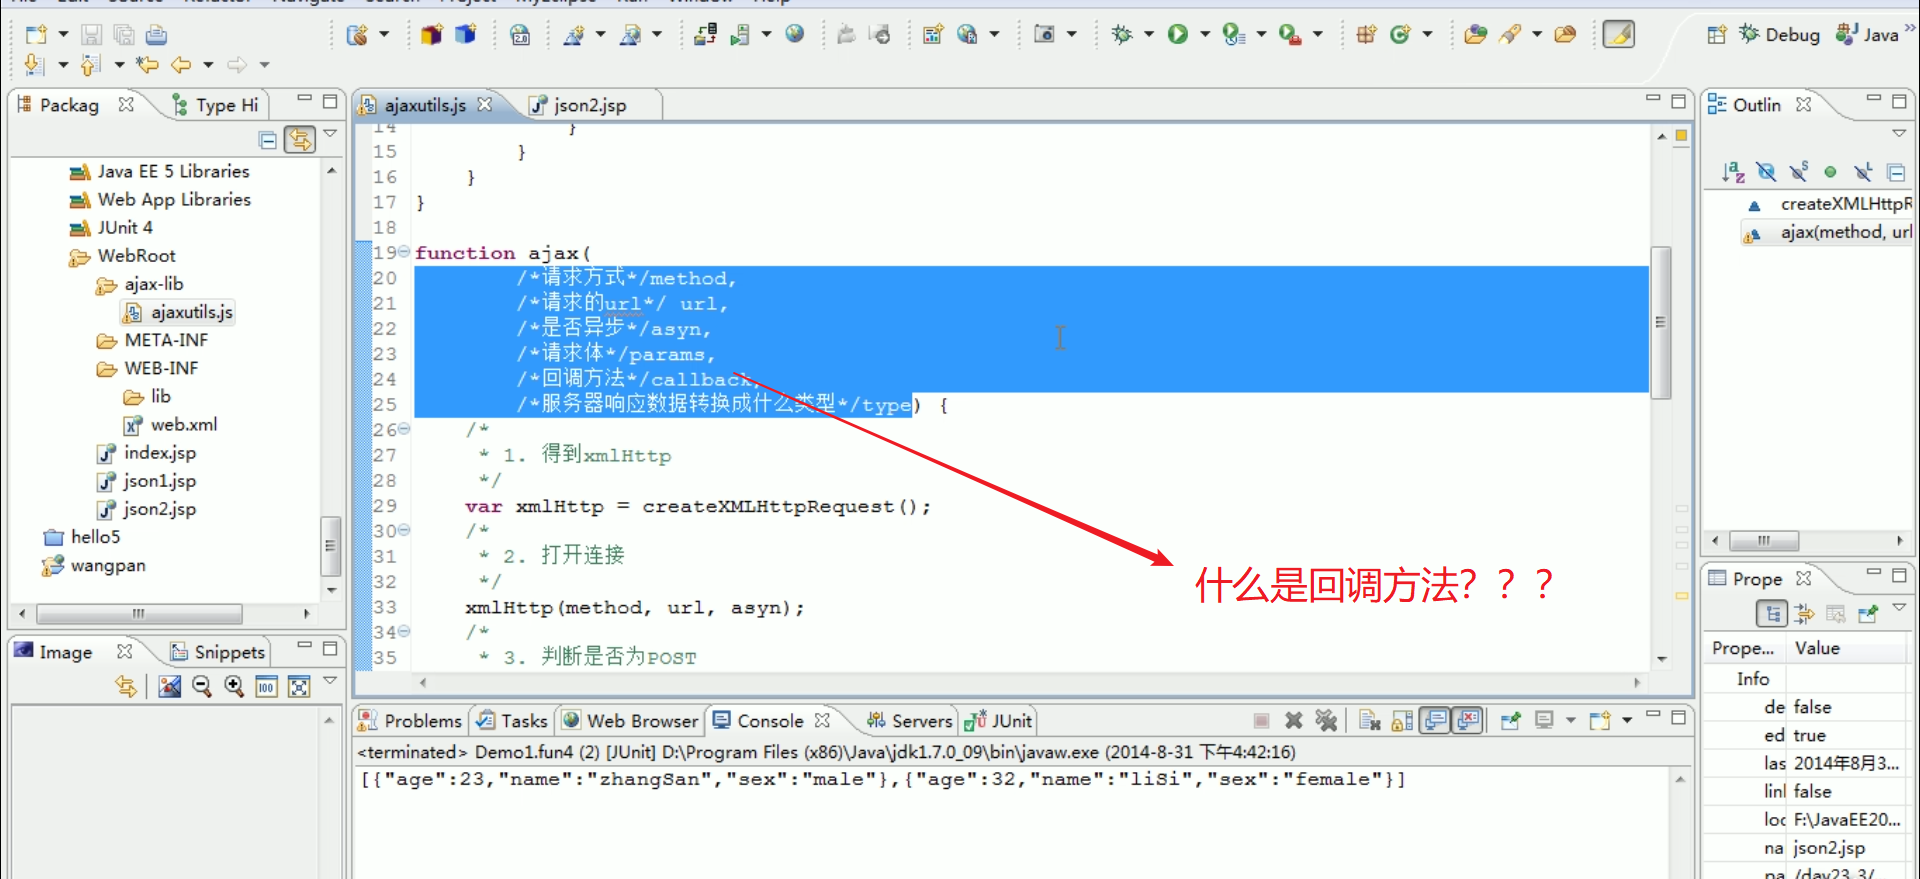 Debug
Java
Packag
Type Hi
ajaxutils.js
json2.jsp
Outlin
Java EE 5 Libraries
Web App Libraries
JUnit 4
WebRoot
ajax-lib
ajaxutils.js
META-INF
WEB-INF
lib
web.xml
index.jsp
json1.jsp
json2.jsp
hello5
wangpan
14 }
15 }
16 }
17 }
18
19 function ajax(
20 /*请求方式*/method,
21 /*请求的url*/ url,
22 /*是否异步*/asyn,
23 /*请求体*/params,
24 /*回调方法*/callback,
25 /*服务器响应数据转换成什么类型*/type) {
26 /*
27 * 1. 得到xmlHttp
28 */
29 var xmlHttp = createXMLHttpRequest();
30 /*
31 * 2. 打开连接
32 */
33 xmlHttp(method, url, asyn);
34 /*
35 * 3. 判断是否为POST
什么是回调方法？？？
createXMLHttpR
ajax(method, url
Image
Snippets
Prope
Prope... Value
Info
de false
ed true
las 2014年8月3...
linl false
loc F:\JavaEE20...
na json2.jsp
Problems
Tasks
Web Browser
Console
Servers
JUnit
<terminated> Demo1.fun4 (2) [JUnit] D:\Program Files (x86)\Java\jdk1.7.0_09\bin\javaw.exe (2014-8-31 下午4:42:16)
[{"age":23,"name":"zhangSan","sex":"male"},{"age":32,"name":"liSi","sex":"female"}]